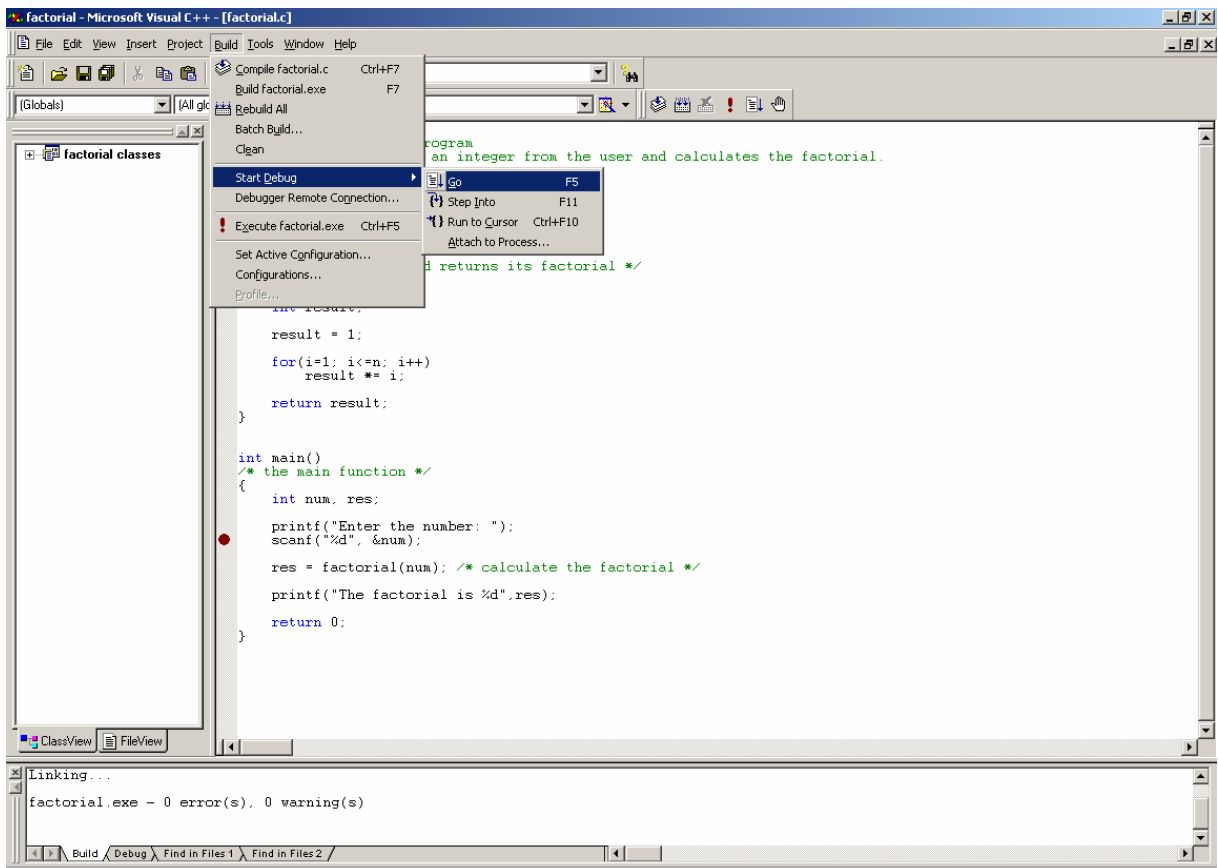 factorial - Microsoft Visual C++ - [factorial.c]
File Edit View Insert Project Build Tools Window Help
(Globals)
(All glo
factorial classes
Compile factorial.c Ctrl+F7
Build factorial.exe F7
Rebuild All
Batch Build...
Clean
Start Debug
Debugger Remote Connection...
Execute factorial.exe Ctrl+F5
Set Active Configuration...
Configurations...
Profile...
Go F5
Step Into F11
Run to Cursor Ctrl+F10
Attach to Process...
rogram
an integer from the user and calculates the factorial.
d returns its factorial */
int result;
result = 1;
for(i=1; i<=n; i++)
result *= i;
return result;
}
int main()
/* the main function */
{
int num, res;
printf("Enter the number: ");
scanf("%d", &num);
res = factorial(num); /* calculate the factorial */
printf("The factorial is %d",res);
return 0;
}
ClassView FileView
Linking...
factorial.exe - 0 error(s), 0 warning(s)
Build Debug Find in Files 1 Find in Files 2